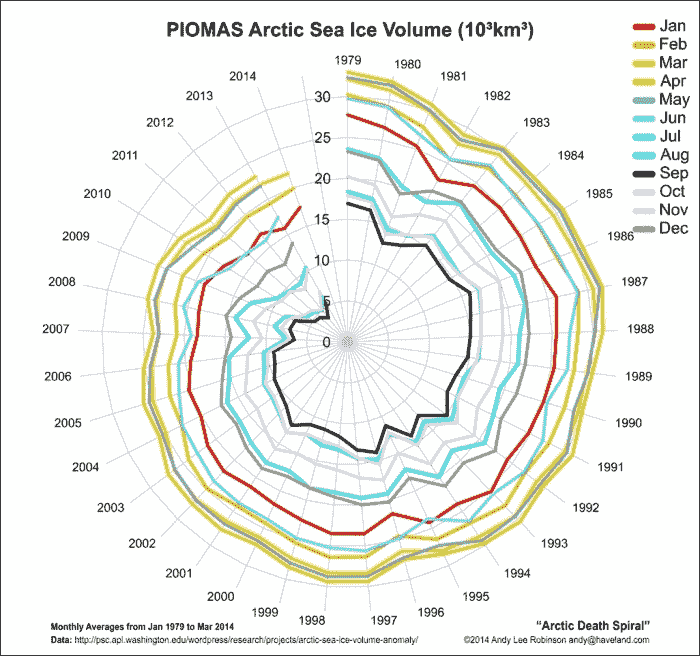 PIOMAS Arctic Sea Ice Volume (10³km³)
Jan
Feb
Mar
Apr
May
Jun
Jul
Aug
Sep
Oct
Nov
Dec
1979
1980
1981
1982
1983
1984
1985
1986
1987
1988
1989
1990
1991
1992
1993
1994
1995
1996
1997
1998
1999
2000
2001
2002
2003
2004
2005
2006
2007
2008
2009
2010
2011
2012
2013
2014
30
25
20
15
10
5
0
Monthly Averages from Jan 1979 to Mar 2014
Data: http://psc.apl.washington.edu/wordpress/research/projects/arctic-sea-ice-volume-anomaly/
“Arctic Death Spiral”
©2014 Andy Lee Robinson andy@haveland.com